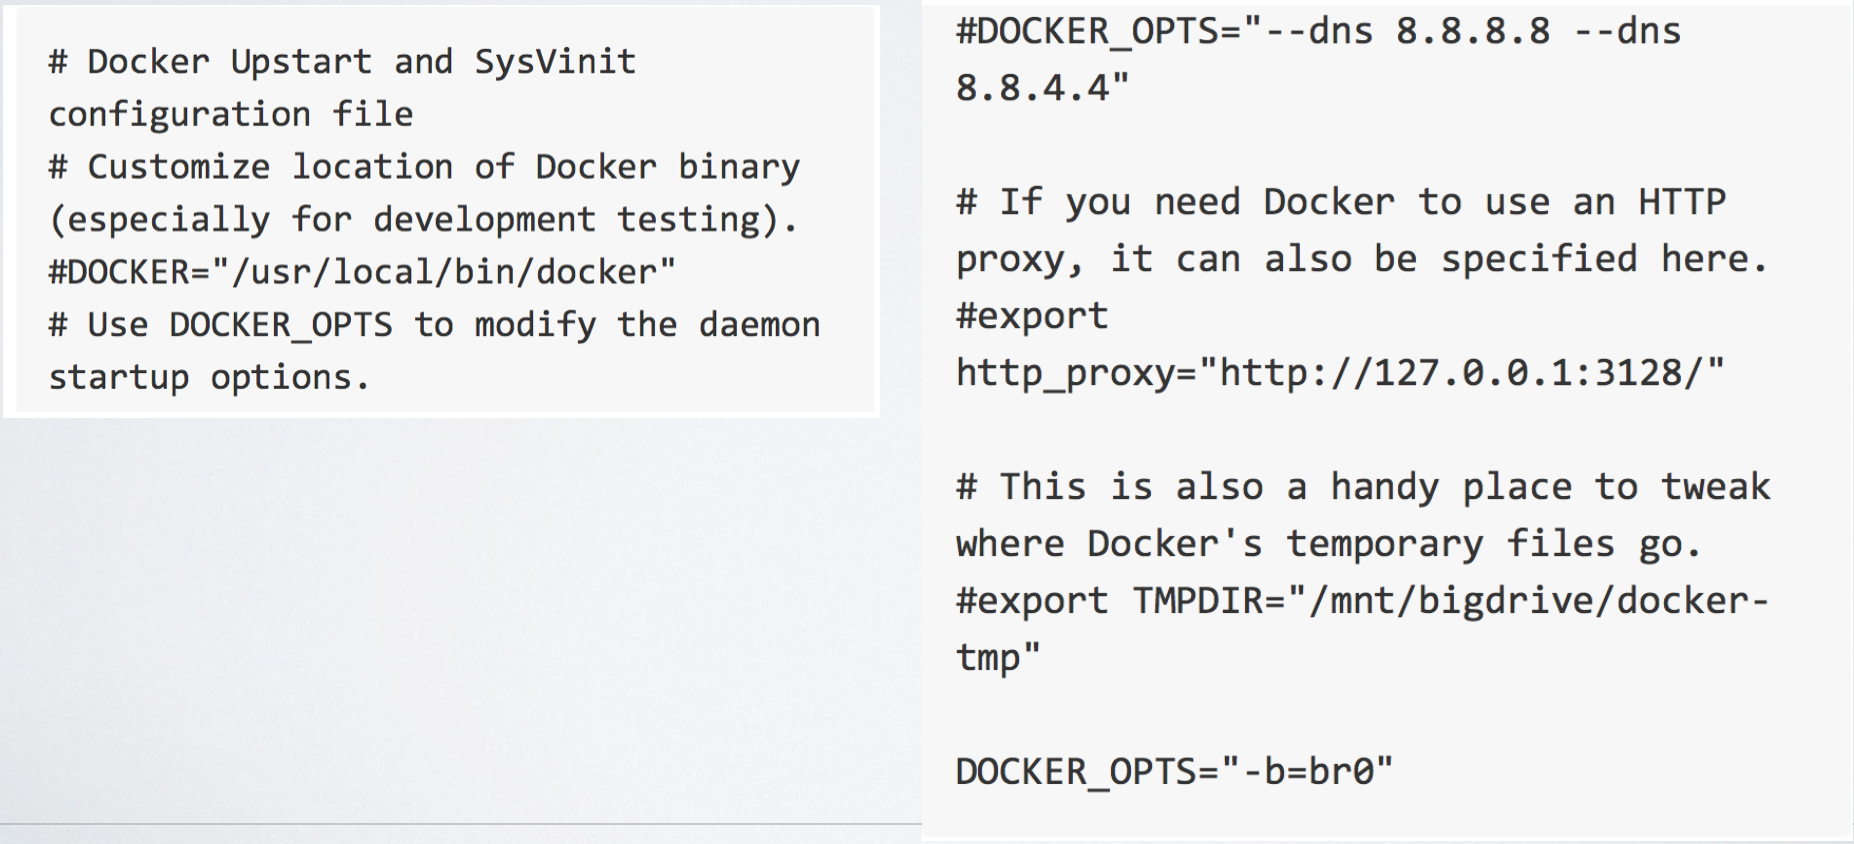 # Docker Upstart and SysVinit
configuration file
# Customize location of Docker binary
(especially for development testing).
#DOCKER="/usr/local/bin/docker"
# Use DOCKER_OPTS to modify the daemon
startup options.
#DOCKER_OPTS="--dns 8.8.8.8 --dns
8.8.4.4"
# If you need Docker to use an HTTP
proxy, it can also be specified here.
#export
http_proxy="http://127.0.0.1:3128/"
# This is also a handy place to tweak
where Docker's temporary files go.
#export TMPDIR="/mnt/bigdrive/docker-
tmp"
DOCKER_OPTS="-b=br0"